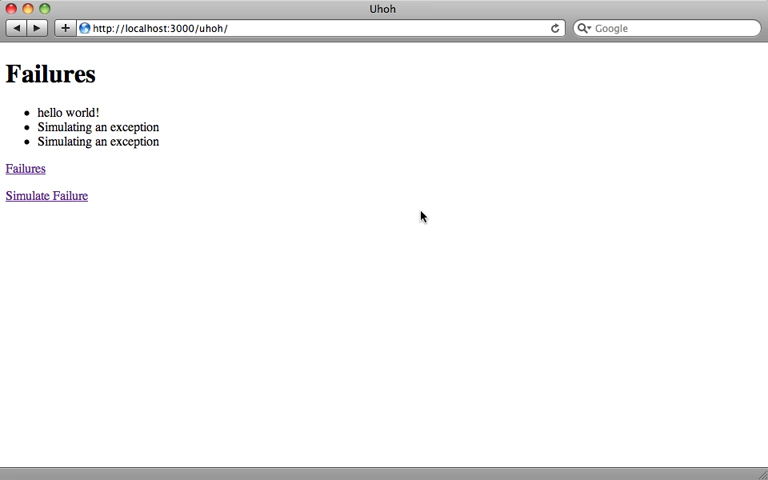 Uhoh
http://localhost:3000/uhoh/
Google
Failures
hello world!
Simulating an exception
Simulating an exception
Failures
Simulate Failure